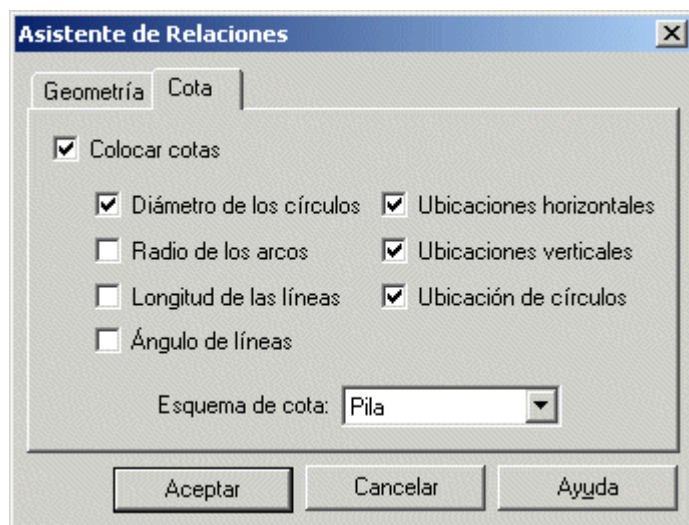 Asistente de Relaciones
Geometría
Cota
Colocar cotas
Diámetro de los círculos
Ubicaciones horizontales
Radio de los arcos
Ubicaciones verticales
Longitud de las líneas
Ubicación de círculos
Ángulo de líneas
Esquema de cota:
Pila
Aceptar
Cancelar
Ayuda